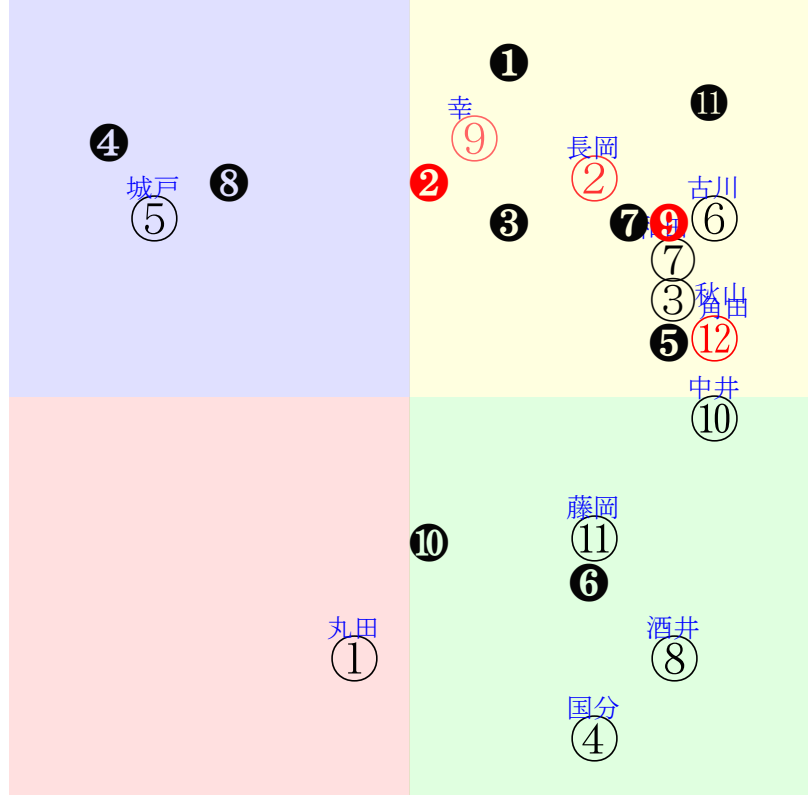 ❶
幸
⓫
⑨
❹
長岡
②
城戸
❽
❷
古川
⑤
❸
❼
❾
⑥
⑦
秋山
③
角田
❺
⑫
中井
⑩
藤岡
❿
⑪
❻
丸田
酒井
①
⑧
国分
④